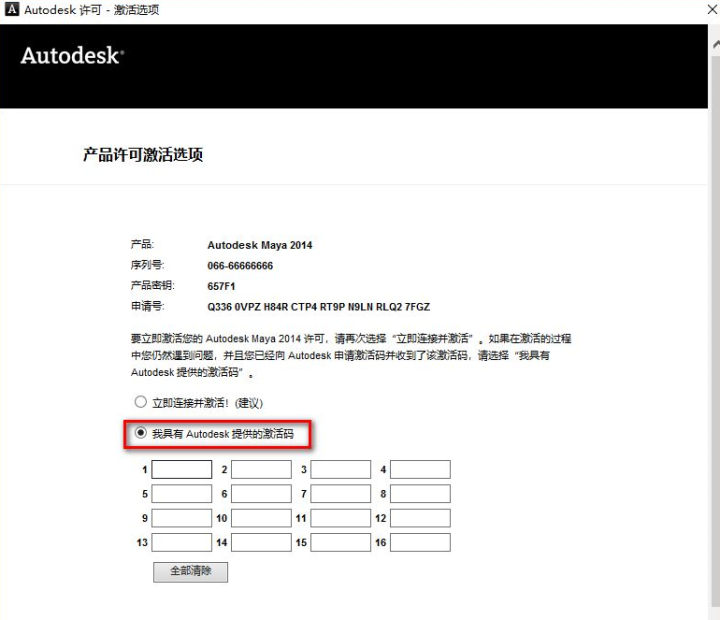 Autodesk 许可 - 激活选项
Autodesk®
产品许可激活选项
产品: Autodesk Maya 2014
序列号: 066-66666666
产品密钥: 657F1
申请号: Q336 0VPZ H84R CTP4 RT9P N9LN RLQ2 7FGZ
要立即激活您的 Autodesk Maya 2014 许可，请再次选择“立即连接并激活”。如果在激活的过程
中您仍然遇到问题，并且您已经向 Autodesk 申请激活码并收到了该激活码，请选择“我具有
Autodesk 提供的激活码”。
立即连接并激活! (建议)
我具有 Autodesk 提供的激活码
1 2 3 4
5 6 7 8
9 10 11 12
13 14 15 16
全部清除